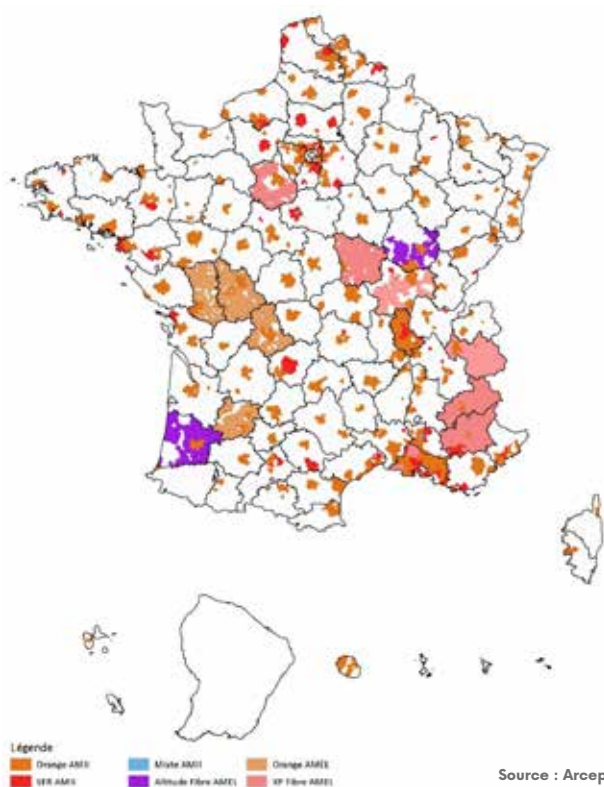 Légende
Orange AMII
Mixte AMII
Orange AMEL
SFR AMII
Altitude Fibre AMEL
XP Fibre AMEL
Source : Arcep